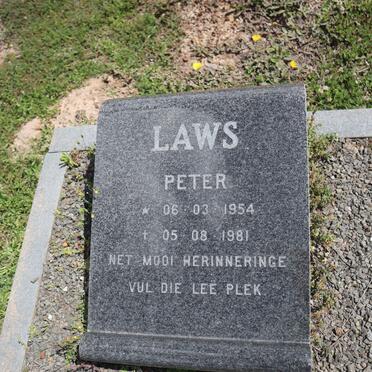 LAWS
PETER
* 06·03·1954
† 05·08·1981
NET MOOI HERINNERINGE
VUL DIE LEE PLEK